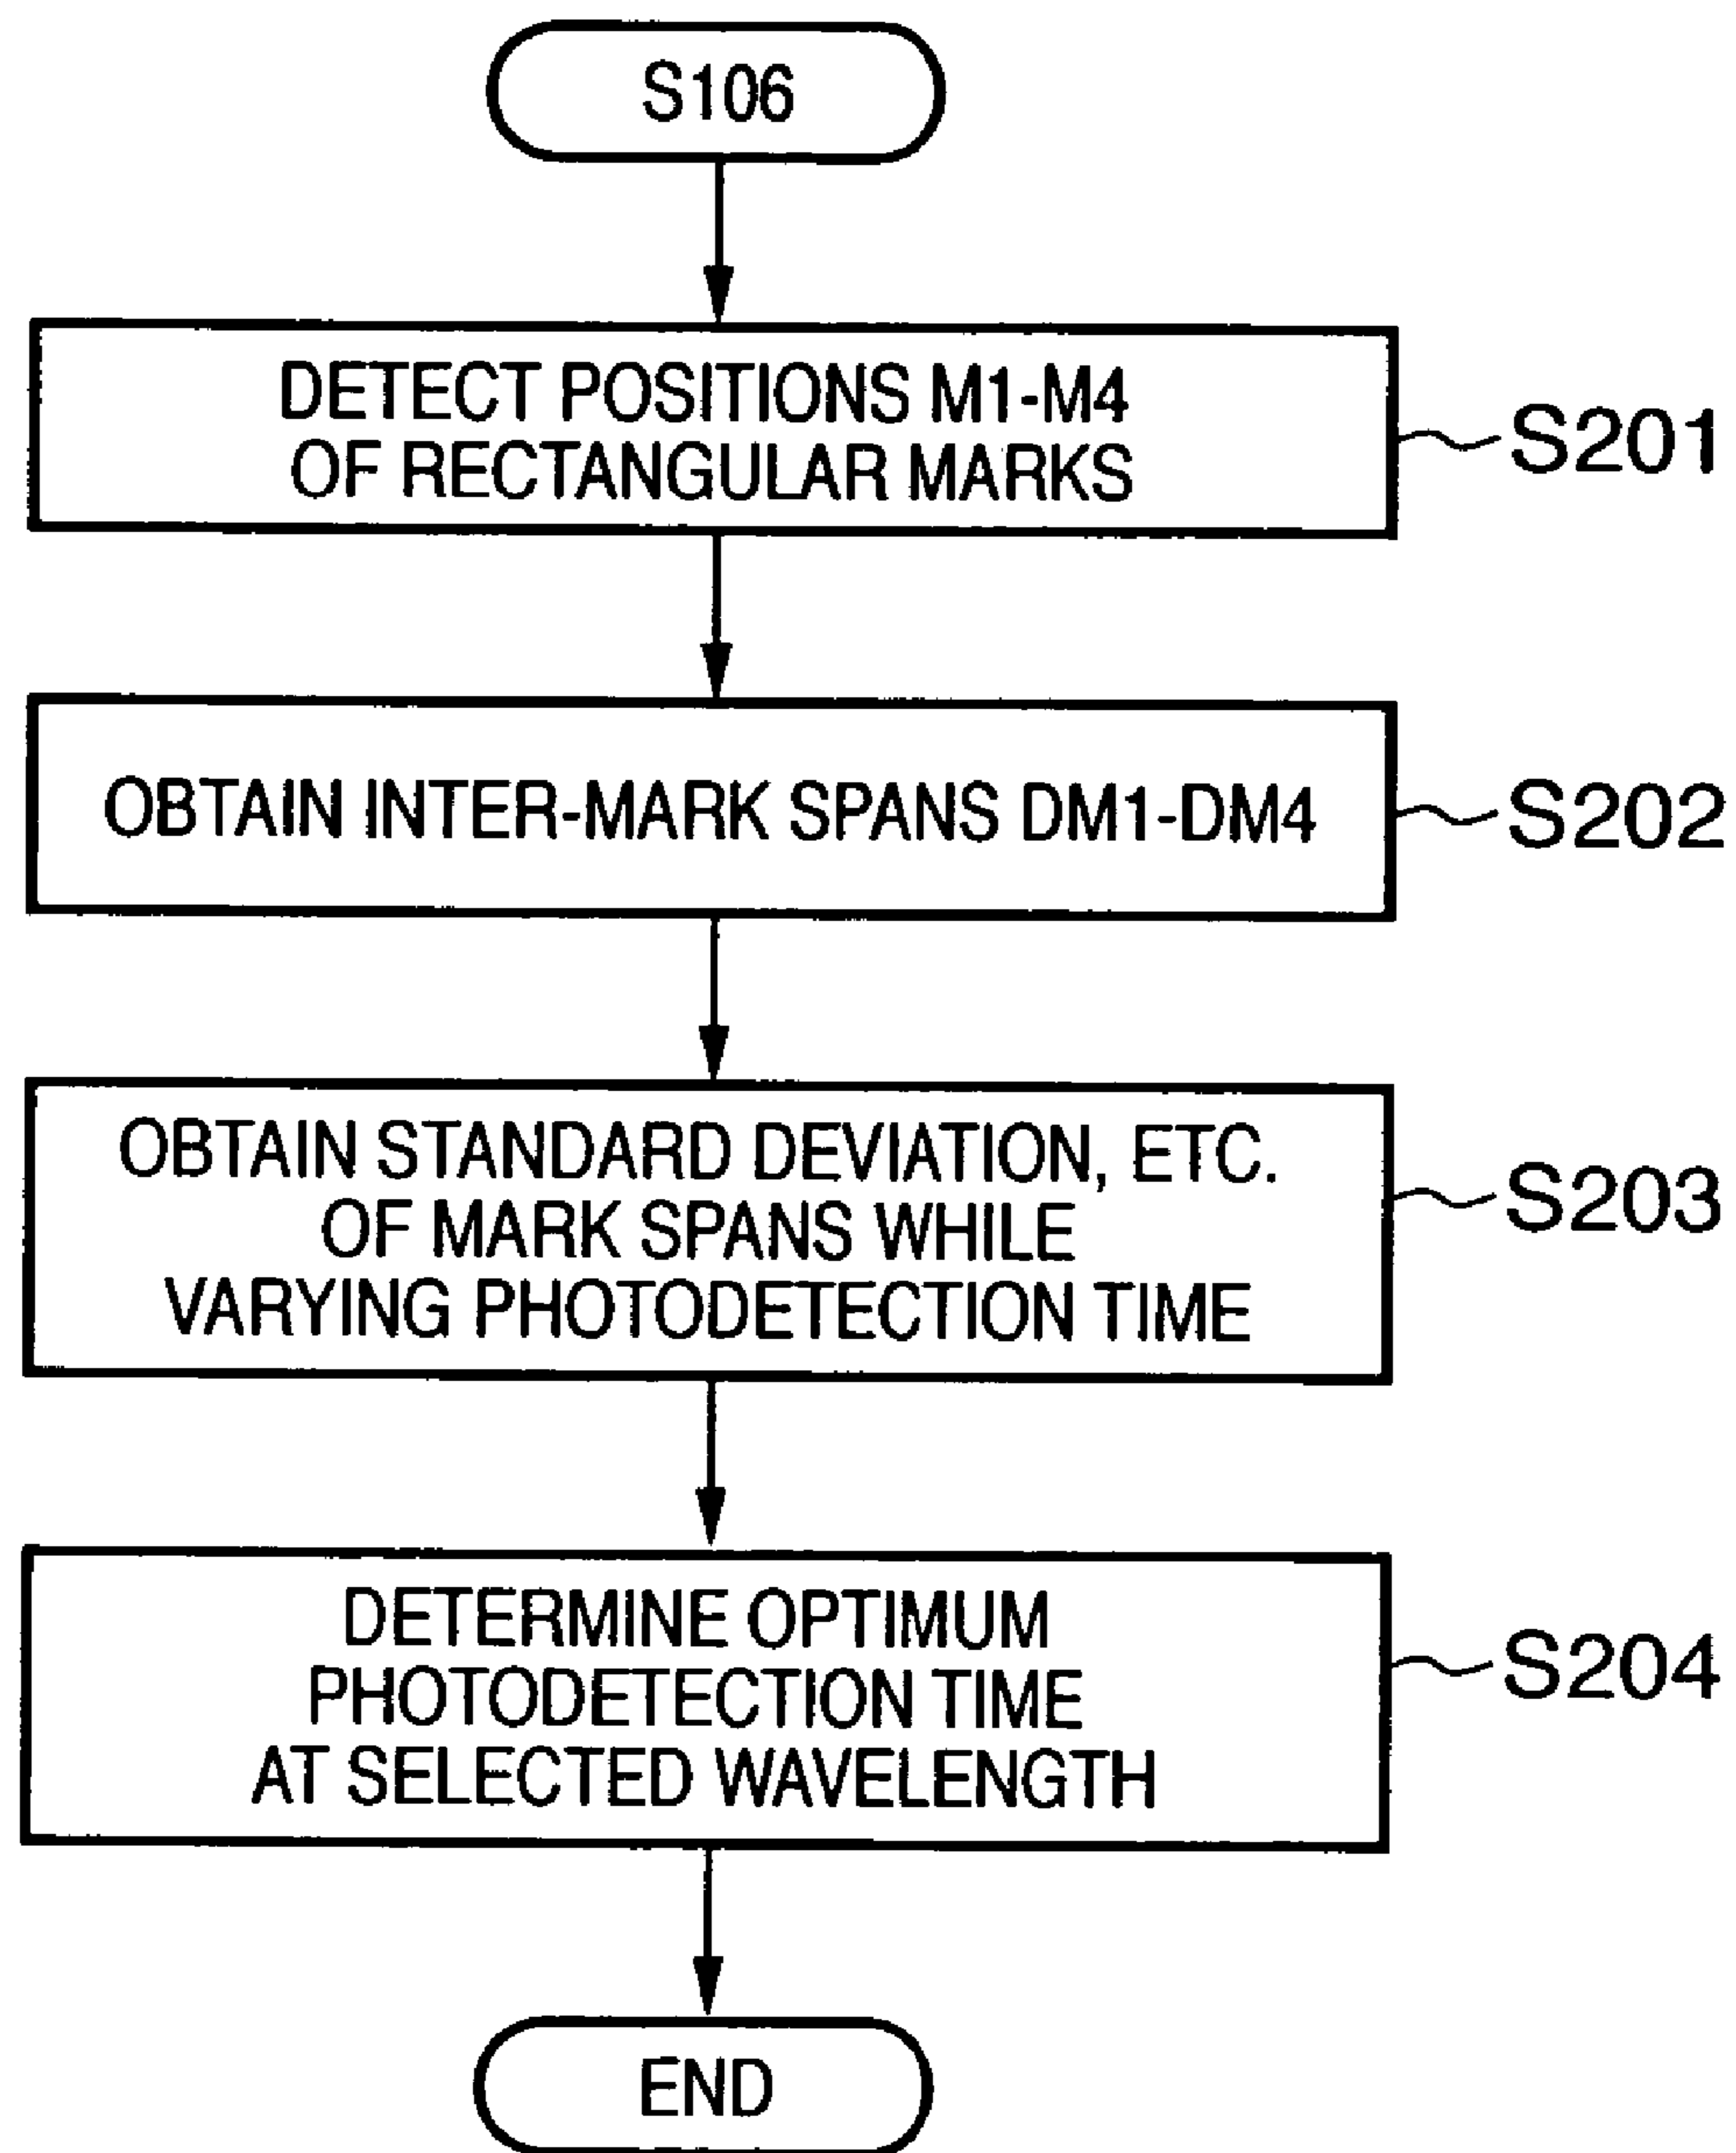 S106
DETECT POSITIONS M1-M4
OF RECTANGULAR MARKS
S201
OBTAIN INTER-MARK SPANS DM1-DM4
S202
OBTAIN STANDARD DEVIATION, ETC.
OF MARK SPANS WHILE
VARYING PHOTODETECTION TIME
S203
DETERMINE OPTIMUM
PHOTODETECTION TIME
AT SELECTED WAVELENGTH
S204
END